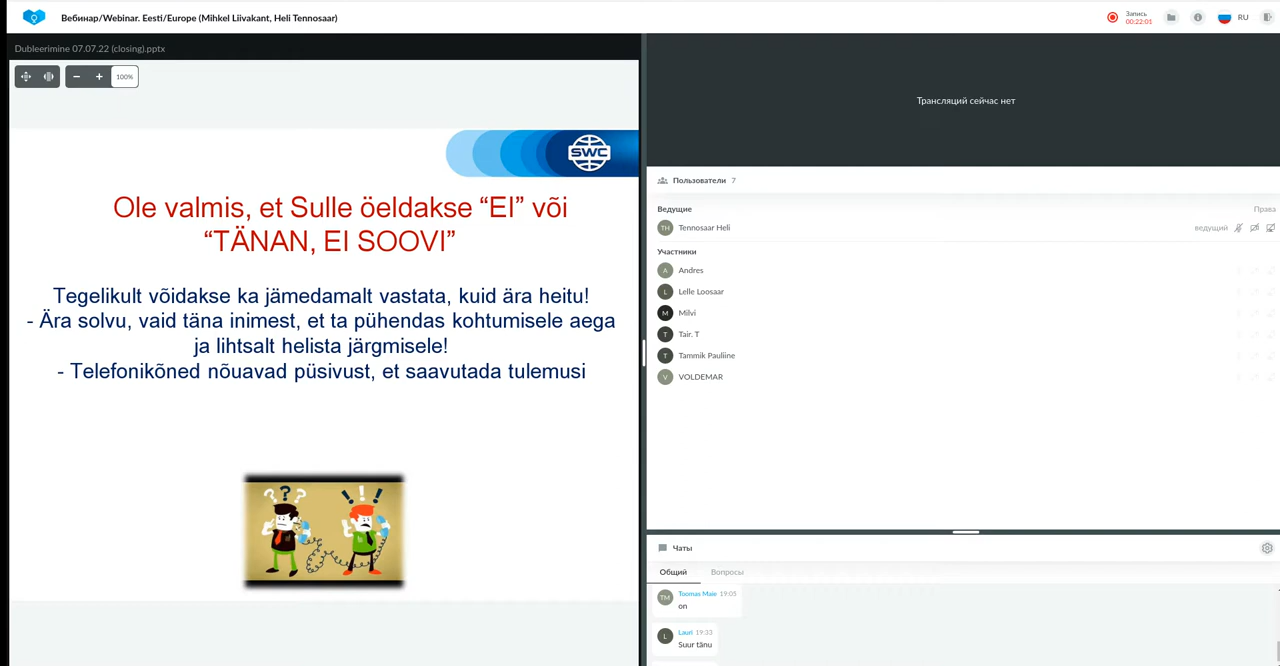 Вебинар/Webinar. Eesti/Europe (Mihkel Liivakant, Heli Tennosaar)
Запись
00:22:01
RU
Dubleerimine 07.07.22 (closing).pptx
100%
SWC
Ole valmis, et Sulle öeldakse “EI” või
“TÄNAN, EI SOOVI”
Tegelikult võidakse ka jämedamalt vastata, kuid ära heitu!
- Ära solvu, vaid täna inimest, et ta pühendas kohtumisele aega
ja lihtsalt helista järgmisele!
- Telefonikõned nõuavad püsivust, et saavutada tulemusi
???
!!!
Трансляций сейчас нет
Пользователи 7
Ведущие
Права
TH Tennosaar Heli
ведущий
Участники
A Andres
L Lelle Loosaar
M Milvi
T Tair. T
T Tammik Pauliine
V VOLDEMAR
Чаты
Общий
Вопросы
TM Toomas Maie 19:05
on
L Lauri 19:33
Suur tänu